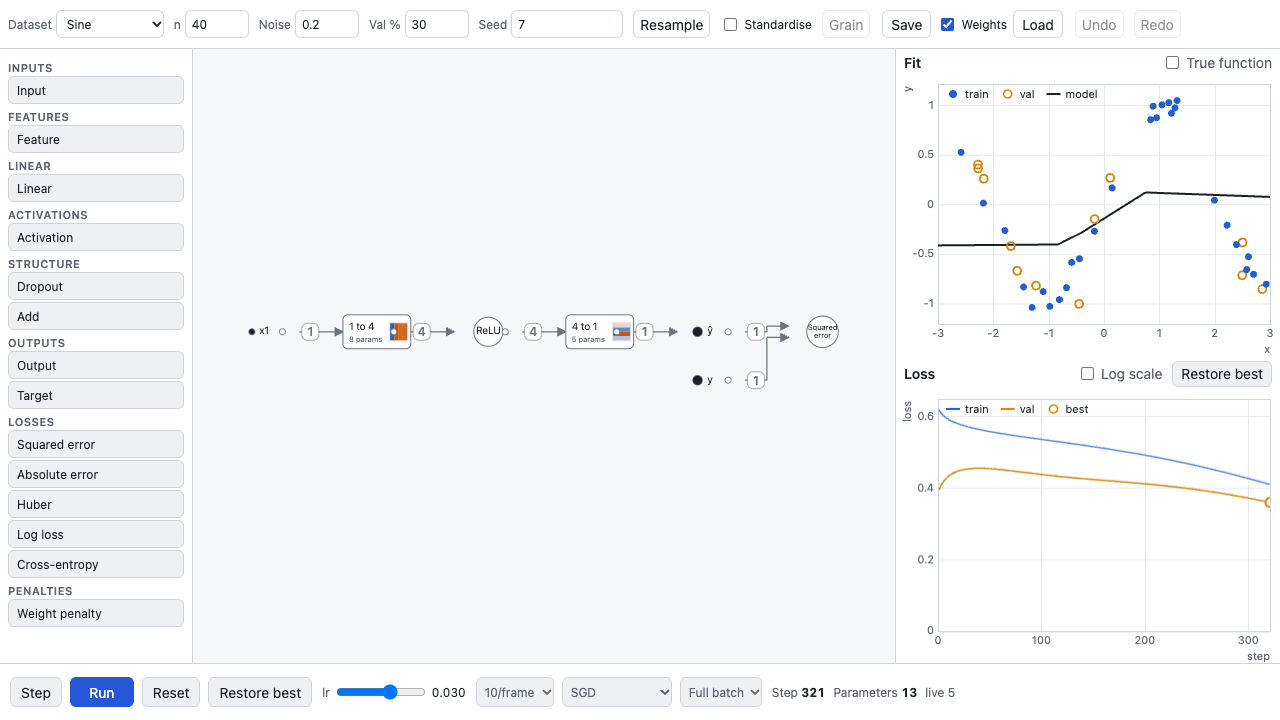 Dataset Sine n 40 Noise 0.2 Val % 30 Seed 7 Resample Standardise Grain Save Weights Load Undo Redo
INPUTS
Input
FEATURES
Feature
LINEAR
Linear
ACTIVATIONS
Activation
STRUCTURE
Dropout
Add
OUTPUTS
Output
Target
LOSSES
Squared error
Absolute error
Huber
Log loss
Cross-entropy
PENALTIES
Weight penalty
x1
1
1 to 4
8 params
4
ReLU
4
4 to 1
5 params
1
ŷ
1
Squared
error
y
1
Fit True function
y
train val model
1
0.5
0
-0.5
-1
-3 -2 -1 0 1 2 3
x
Loss Log scale Restore best
loss
train val best
0.6
0.4
0.2
0
0 100 200 300
step
Step Run Reset Restore best lr 0.030 10/frame SGD Full batch Step 321 Parameters 13 live 5